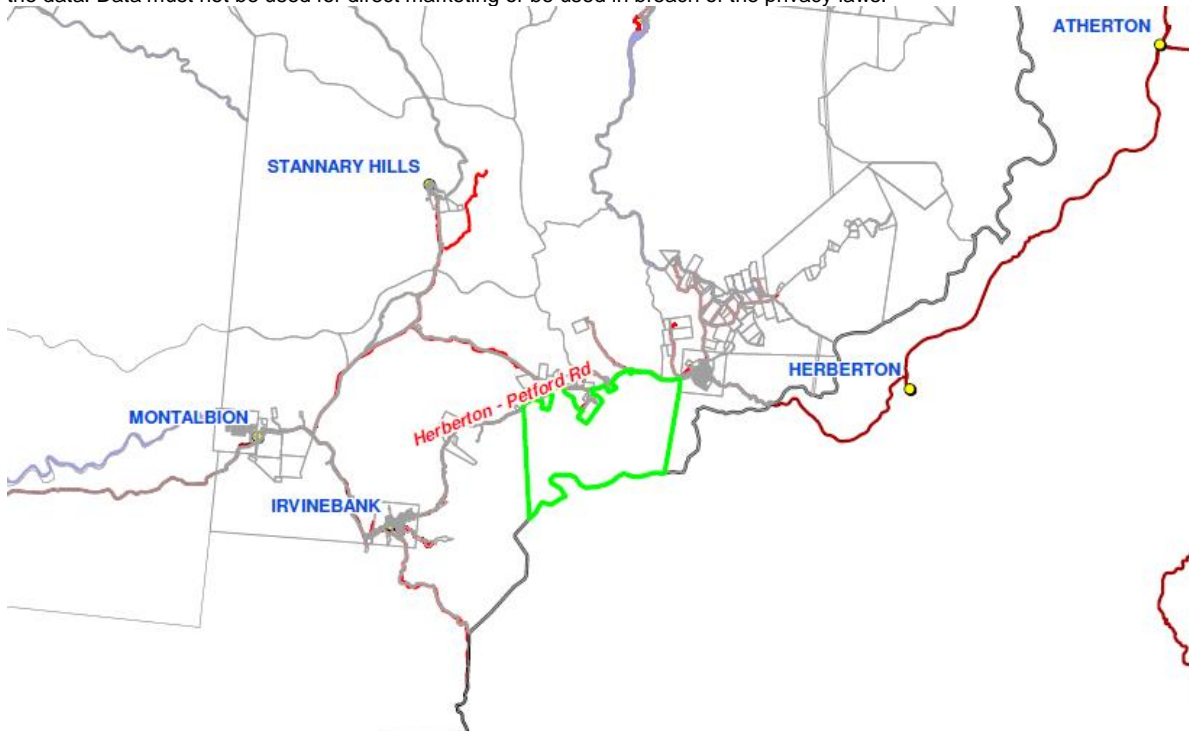 the data. Data must not be used for direct marketing or be used in breach of the privacy laws.
ATHERTON
STANNARY HILLS
HERBERTON
Herberton - Petford Rd
MONTALBION
IRVINEBANK